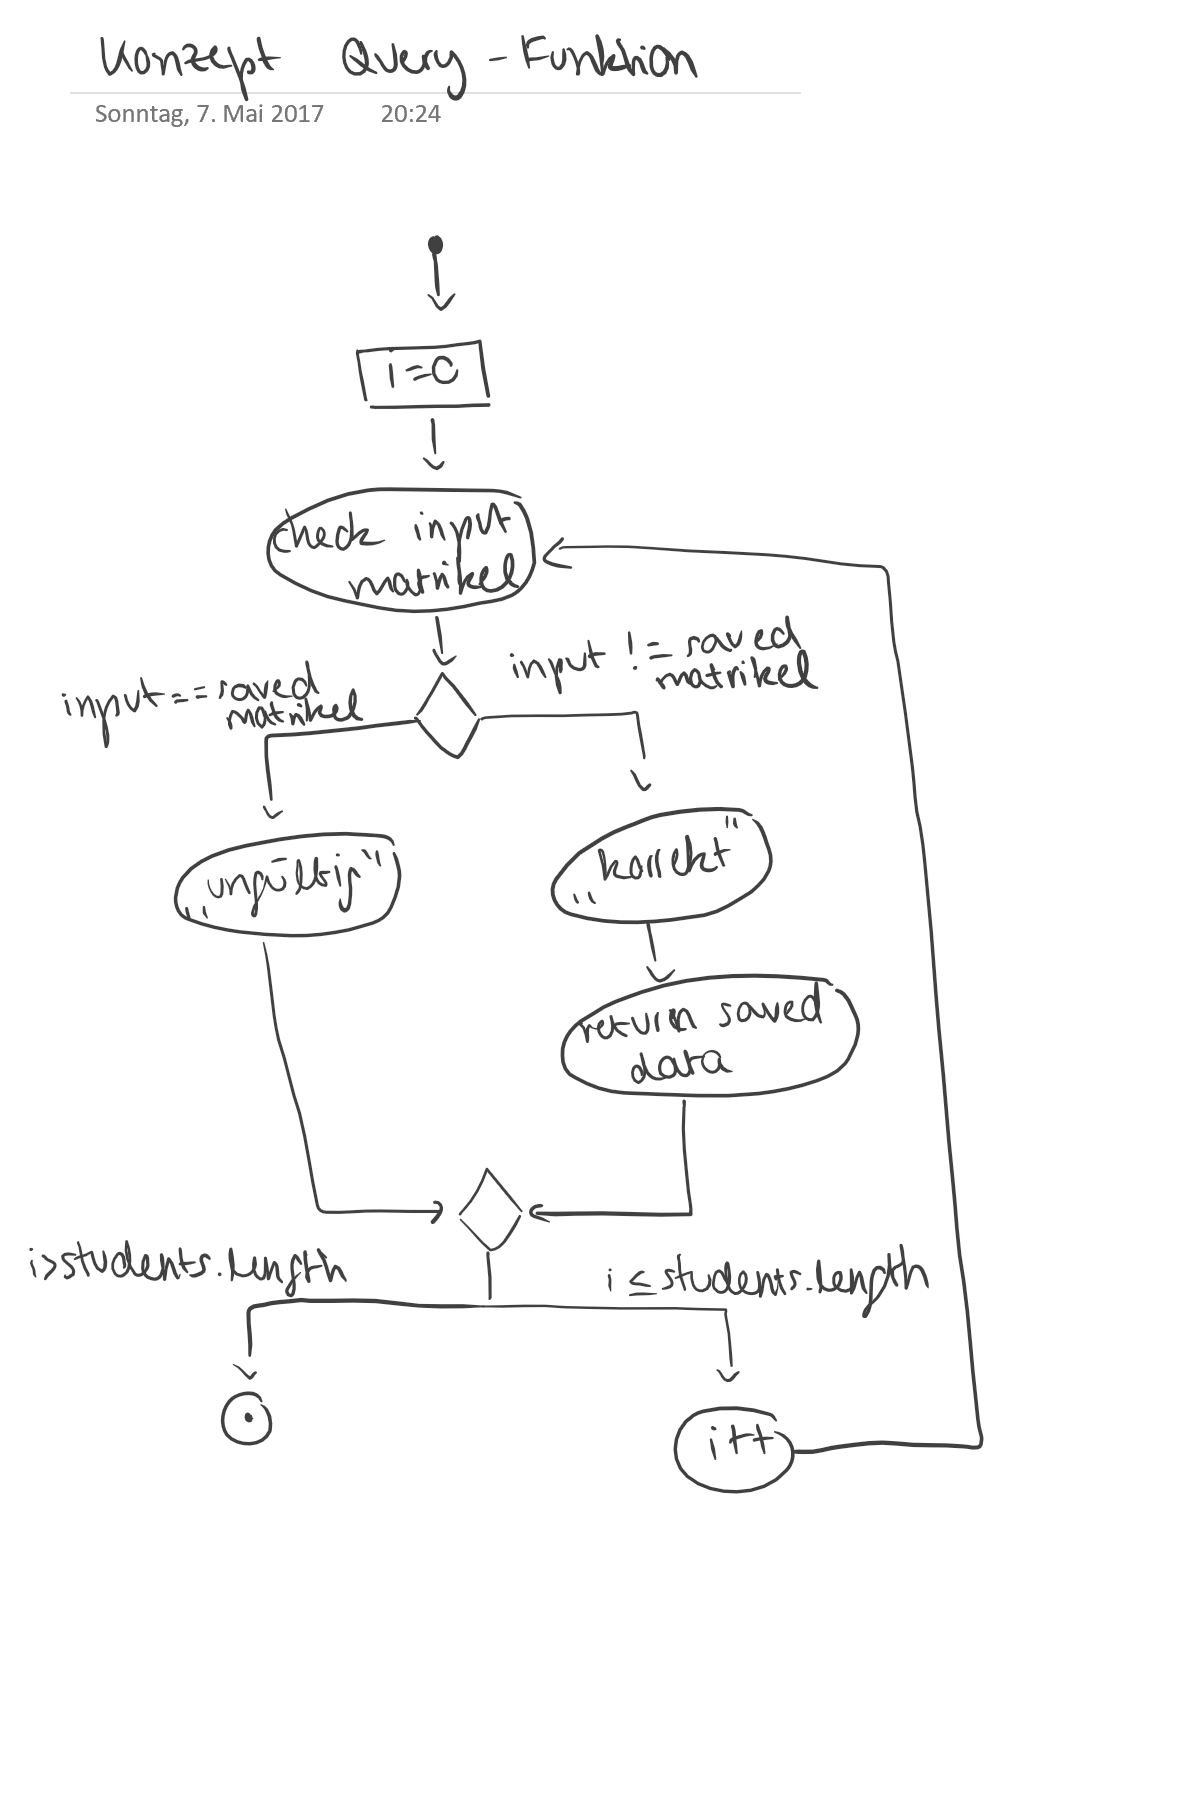 Konzept Query-Funktion
Sonntag, 7. Mai 2017 20:24
i=0
check input
matrikel
input == saved
matrikel
input != saved
matrikel
„ungültig“
"korrekt"
return saved
data
i>students.length
i ≤ students.length
i++